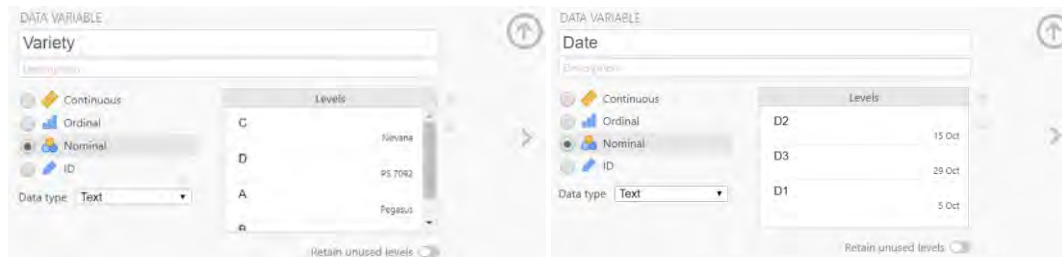 DATA VARIABLE
Variety
Description
Continuous
Ordinal
Nominal
ID
Data type Text
Levels
C
Nevana
D
PS 7092
A
Pegasus
Retain unused levels
DATA VARIABLE
Date
Description
Continuous
Ordinal
Nominal
ID
Data type Text
Levels
D2
15 Oct
D3
29 Oct
D1
5 Oct
Retain unused levels